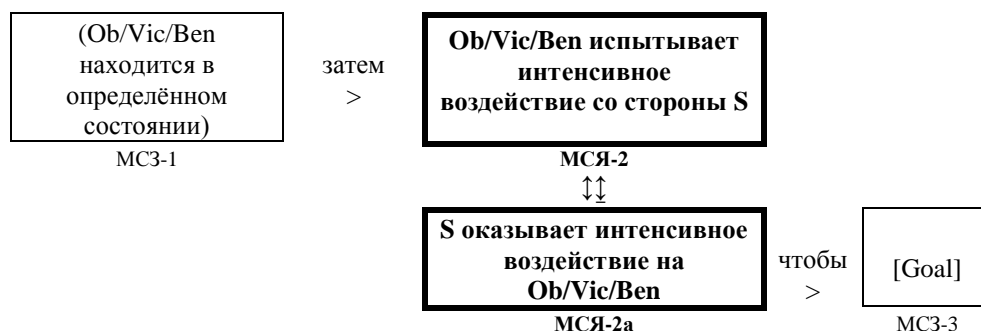 (Ob/Vic/Ben
находится в
определённом
состоянии)
МСЗ-1
затем
>
Ob/Vic/Ben испытывает
интенсивное
воздействие со стороны S
МСЯ-2
↕↕
S оказывает интенсивное
воздействие на
Ob/Vic/Ben
МСЯ-2а
чтобы
>
[Goal]
МСЗ-3